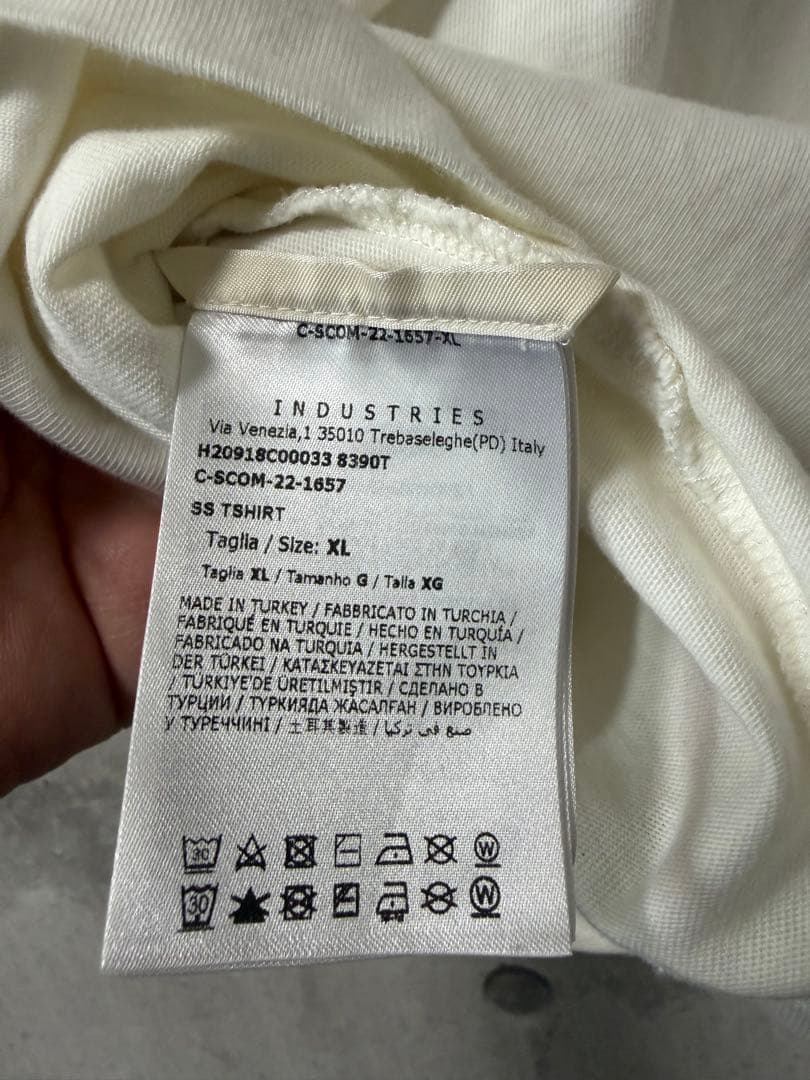 C-SCOM-22-1657-XL
INDUSTRIES
Via Venezia,1 35010 Trebaseleghe(PD) Italy
H20918C00033 8390T
C-SCOM-22-1657
SS TSHIRT
Taglia / Size: XL
Taglia XL / Tamanho G / Talla XG
MADE IN TURKEY / FABBRICATO IN TURCHIA /
FABRIQUÉ EN TURQUIE / HECHO EN TURQUÍA /
FABRICADO NA TURQUIA / HERGESTELLT IN
DER TÜRKEI / ΚΑΤΑΣΚΕΥΑΖΕΤΑΙ ΣΤΗΝ ΤΟΥΡΚΙΑ
/ TÜRKIYE'DE ÜRETILMIŞTIR / СДЕЛАНО В
ТУРЦИИ / ТҮРКИЯДА ЖАСАЛҒАН / ВИРОБЛЕНО
У ТУРЕЧЧИНІ / 土耳其製造 / صنع في تركيا
30 W
30 W